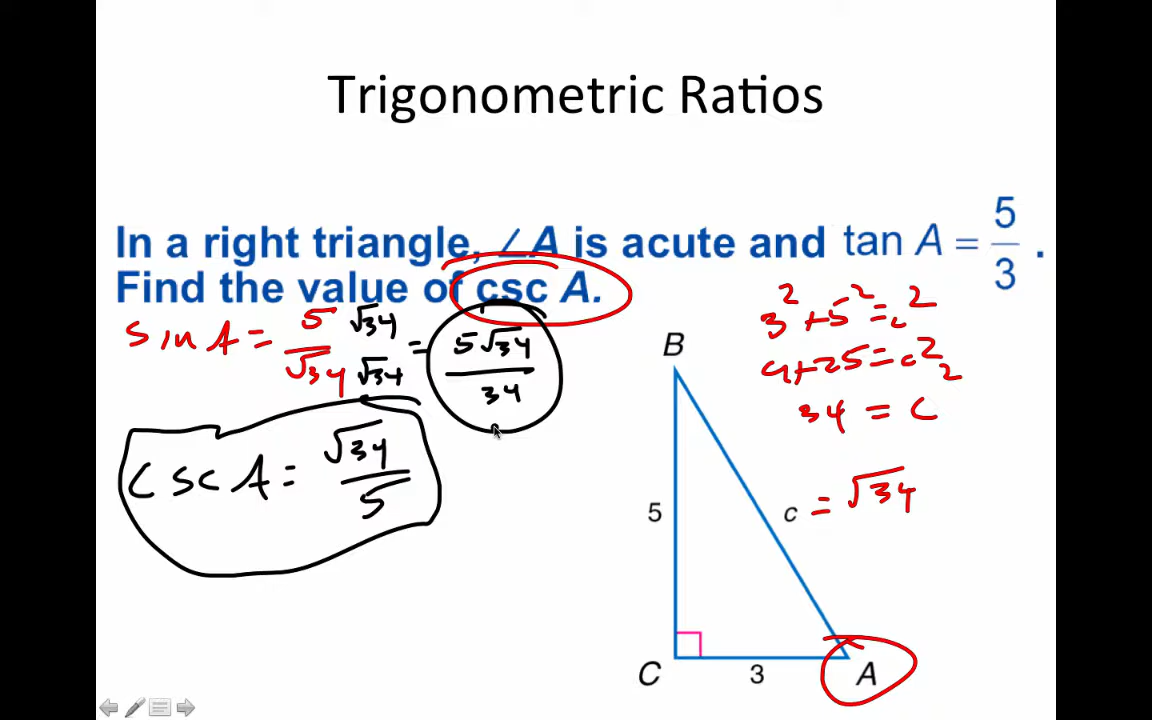 Trigonometric Ratios
In a right triangle, ∠A is acute and tan A = 5/3.
Find the value of csc A.
sin A = 5/√34 √34/√34 = 5√34/34
csc A = √34/5
3² + 5² = c²
9 + 25 = c²
34 = c²
B
5
c = √34
C
3
A